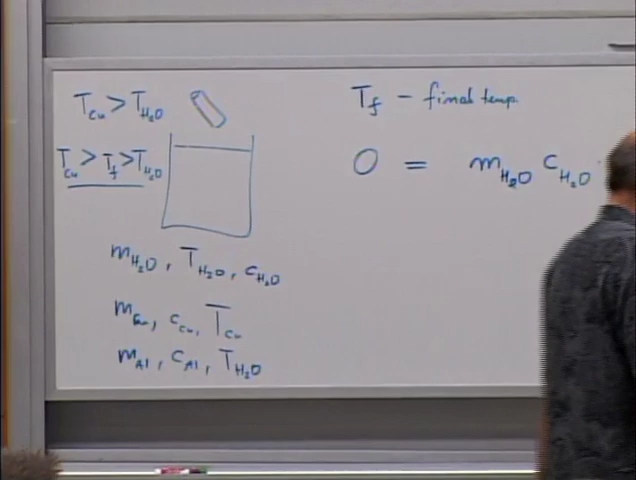 T_Cu > T_H₂O
T_Cu > T_f > T_H₂O
m_H₂O, T_H₂O, c_H₂O
m_Cu, c_Cu, T_Cu
m_Al, c_Al, T_H₂O
T_f – final temp.
0 = m_H₂O c_H₂O